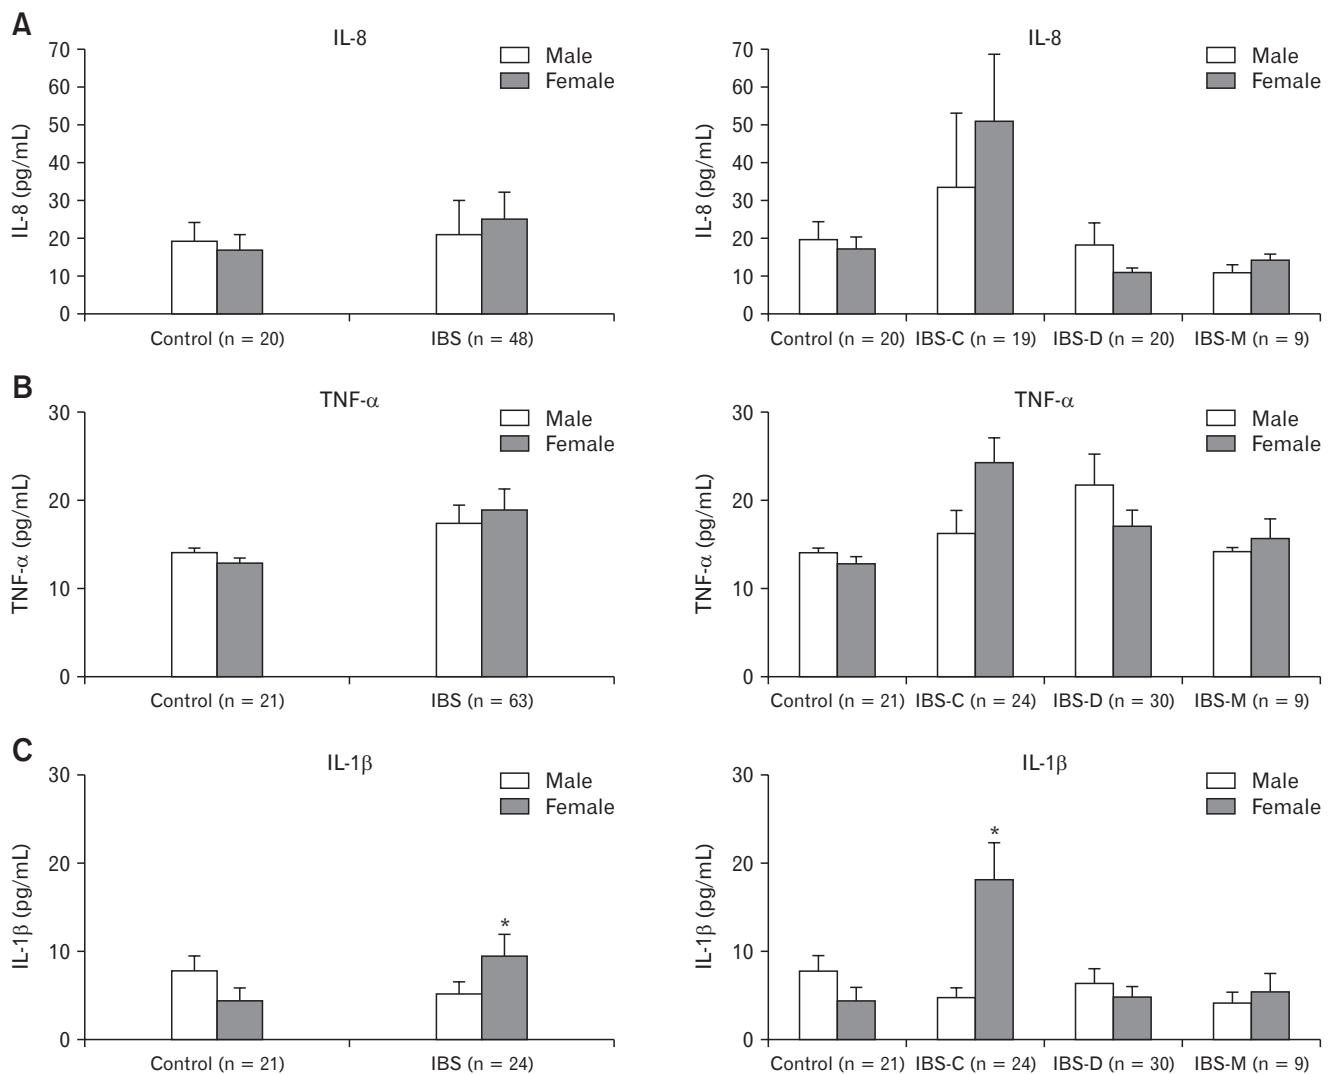 A
IL-8
IL-8 (pg/mL)
70
60
50
40
30
20
10
0
Male
Female
Control (n = 20)
IBS (n = 48)
IL-8
IL-8 (pg/mL)
70
60
50
40
30
20
10
0
Male
Female
Control (n = 20)
IBS-C (n = 19)
IBS-D (n = 20)
IBS-M (n = 9)
B
TNF-α
TNF-α (pg/mL)
30
20
10
0
Male
Female
Control (n = 21)
IBS (n = 63)
TNF-α
TNF-α (pg/mL)
30
20
10
0
Male
Female
Control (n = 21)
IBS-C (n = 24)
IBS-D (n = 30)
IBS-M (n = 9)
C
IL-1β
IL-1β (pg/mL)
30
20
10
0
Male
Female
*
Control (n = 21)
IBS (n = 24)
IL-1β
IL-1β (pg/mL)
30
20
10
0
Male
Female
*
Control (n = 21)
IBS-C (n = 24)
IBS-D (n = 30)
IBS-M (n = 9)